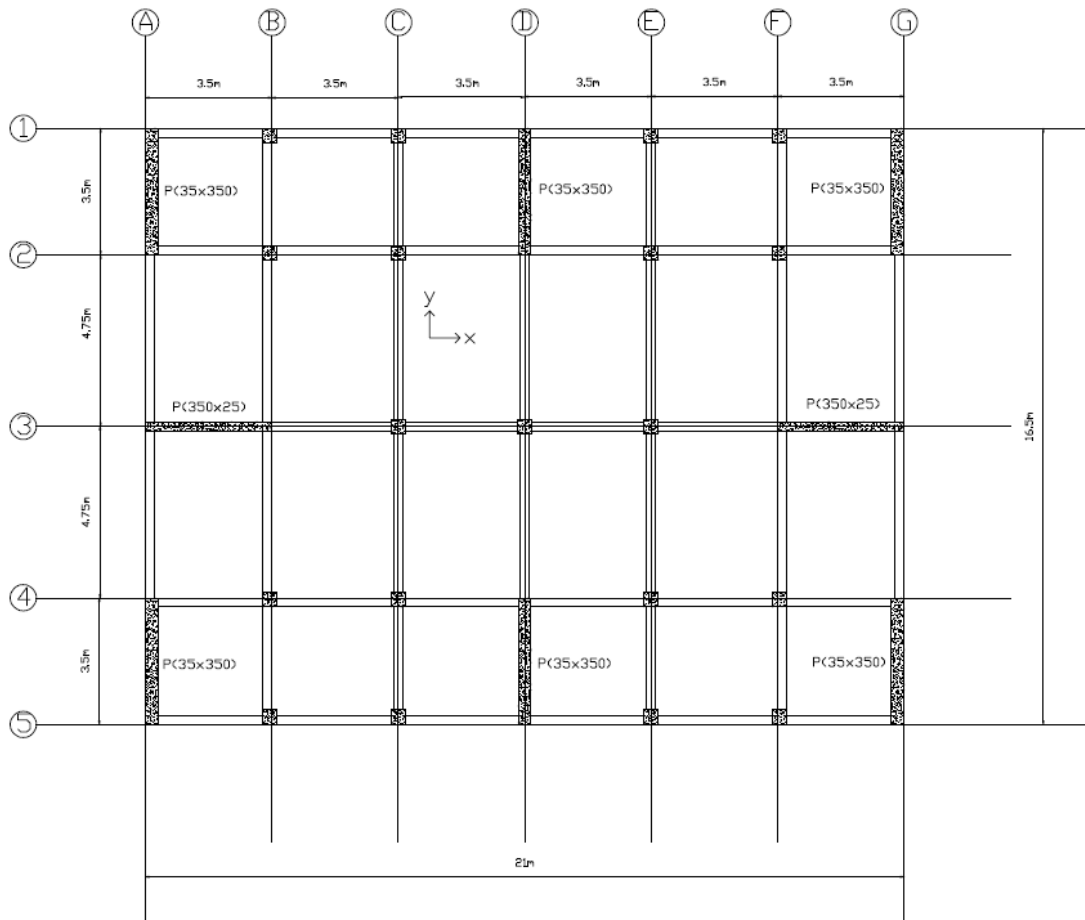 A B C D E F G
3.5m 3.5m 3.5m 3.5m 3.5m 3.5m
1
3.5m
P(35x350) P(35x350) P(35x350)
2
4.75m
y
x
P(350x25) P(350x25)
3
16.5m
4.75m
4
3.5m
P(35x350) P(35x350) P(35x350)
5
21m